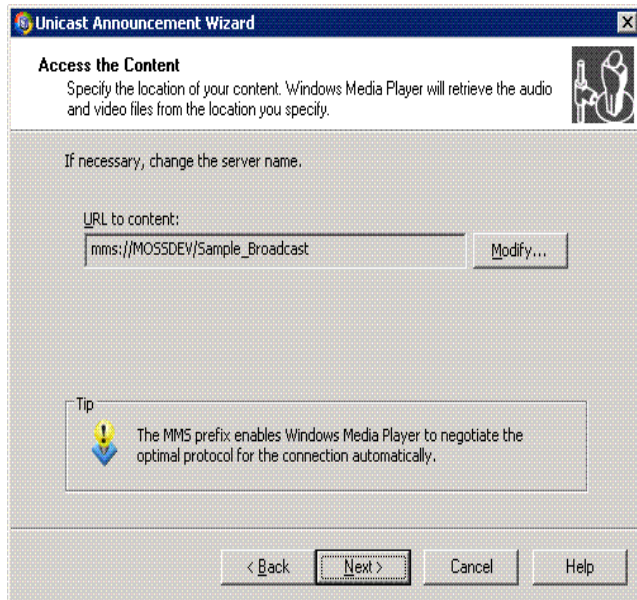 Unicast Announcement Wizard
Access the Content
Specify the location of your content. Windows Media Player will retrieve the audio
and video files from the location you specify.
If necessary, change the server name.
URL to content:
mms://MOSSDEV/Sample_Broadcast
Modify...
Tip
The MMS prefix enables Windows Media Player to negotiate the
optimal protocol for the connection automatically.
< Back
Next >
Cancel
Help